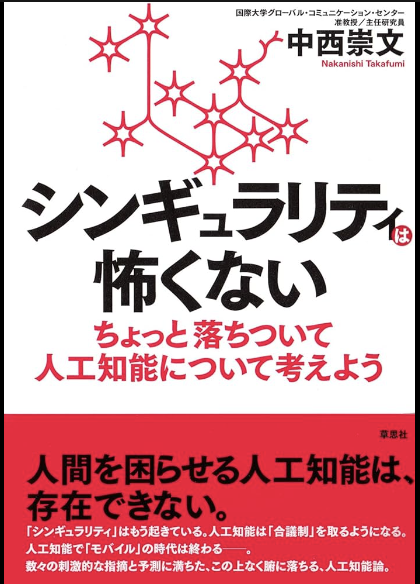 国際大学グローバル・コミュニケーション・センター
准教授／主任研究員
中西崇文
Nakanishi Takafumi
シンギュラリティは
怖くない
ちょっと落ちついて
人工知能について考えよう
草思社
人間を困らせる人工知能は、
存在できない。
「シンギュラリティ」はもう起きている。人工知能は「合議制」を取るようになる。
人工知能で「モバイル」の時代は終わる──。
数々の刺激的な指摘と予測に満ちた、この上なく腑に落ちる、人工知能論。